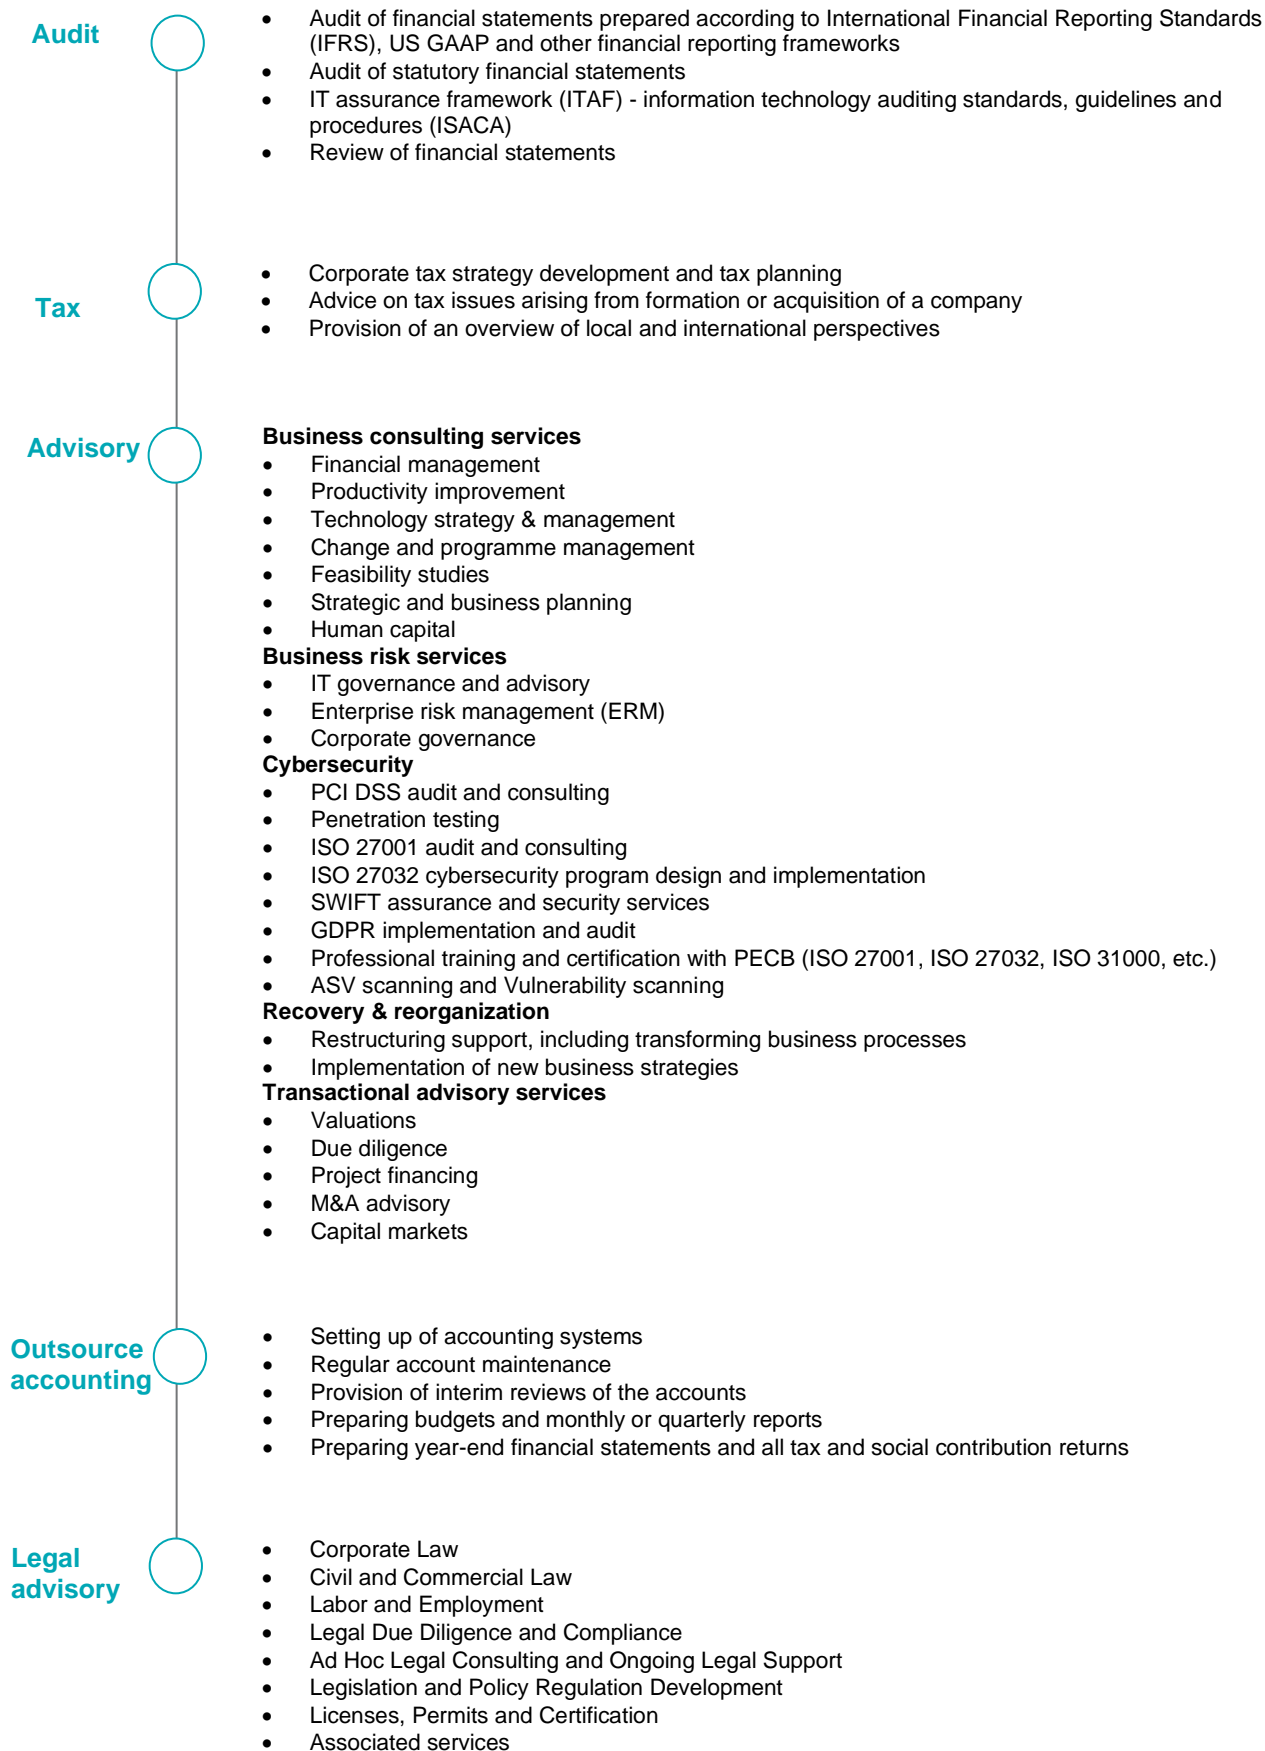 Audit
• Audit of financial statements prepared according to International Financial Reporting Standards
(IFRS), US GAAP and other financial reporting frameworks
• Audit of statutory financial statements
• IT assurance framework (ITAF) - information technology auditing standards, guidelines and
procedures (ISACA)
• Review of financial statements
Tax
• Corporate tax strategy development and tax planning
• Advice on tax issues arising from formation or acquisition of a company
• Provision of an overview of local and international perspectives
Advisory
Business consulting services
• Financial management
• Productivity improvement
• Technology strategy & management
• Change and programme management
• Feasibility studies
• Strategic and business planning
• Human capital
Business risk services
• IT governance and advisory
• Enterprise risk management (ERM)
• Corporate governance
Cybersecurity
• PCI DSS audit and consulting
• Penetration testing
• ISO 27001 audit and consulting
• ISO 27032 cybersecurity program design and implementation
• SWIFT assurance and security services
• GDPR implementation and audit
• Professional training and certification with PECB (ISO 27001, ISO 27032, ISO 31000, etc.)
• ASV scanning and Vulnerability scanning
Recovery & reorganization
• Restructuring support, including transforming business processes
• Implementation of new business strategies
Transactional advisory services
• Valuations
• Due diligence
• Project financing
• M&A advisory
• Capital markets
Outsource
accounting
• Setting up of accounting systems
• Regular account maintenance
• Provision of interim reviews of the accounts
• Preparing budgets and monthly or quarterly reports
• Preparing year-end financial statements and all tax and social contribution returns
Legal
advisory
• Corporate Law
• Civil and Commercial Law
• Labor and Employment
• Legal Due Diligence and Compliance
• Ad Hoc Legal Consulting and Ongoing Legal Support
• Legislation and Policy Regulation Development
• Licenses, Permits and Certification
• Associated services